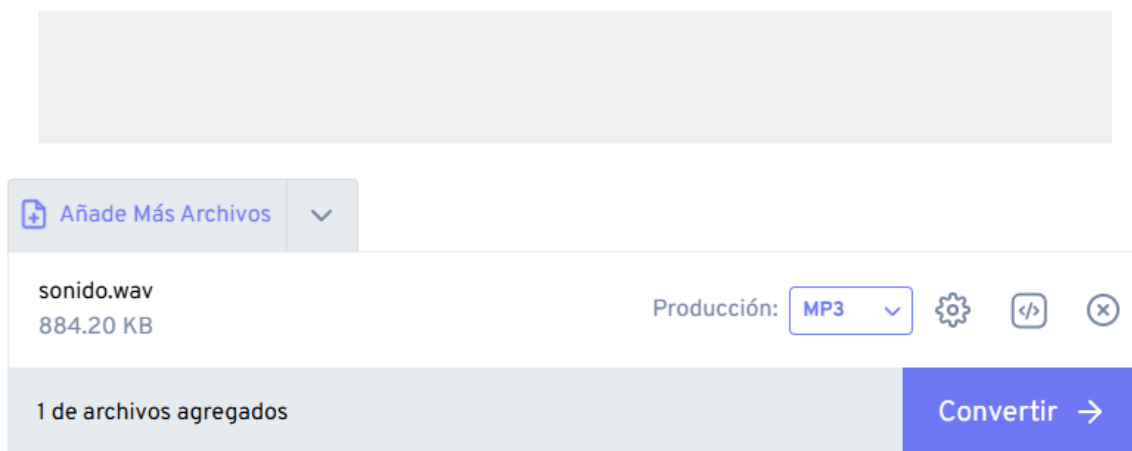 Añade Más Archivos
sonido.wav
884.20 KB
Producción: MP3
</>
1 de archivos agregados
Convertir →